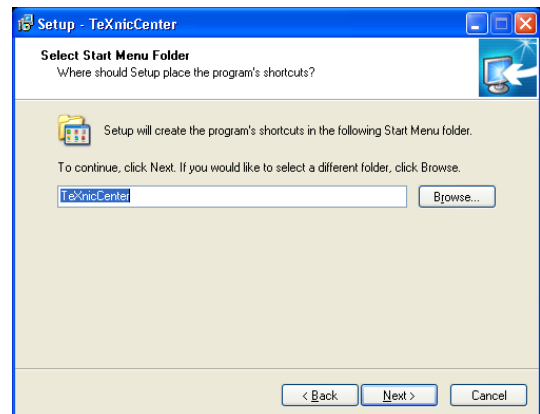 Setup - TeXnicCenter
Select Start Menu Folder
Where should Setup place the program's shortcuts?
Setup will create the program's shortcuts in the following Start Menu folder.
To continue, click Next. If you would like to select a different folder, click Browse.
TeXnicCenter
Browse...
< Back
Next >
Cancel